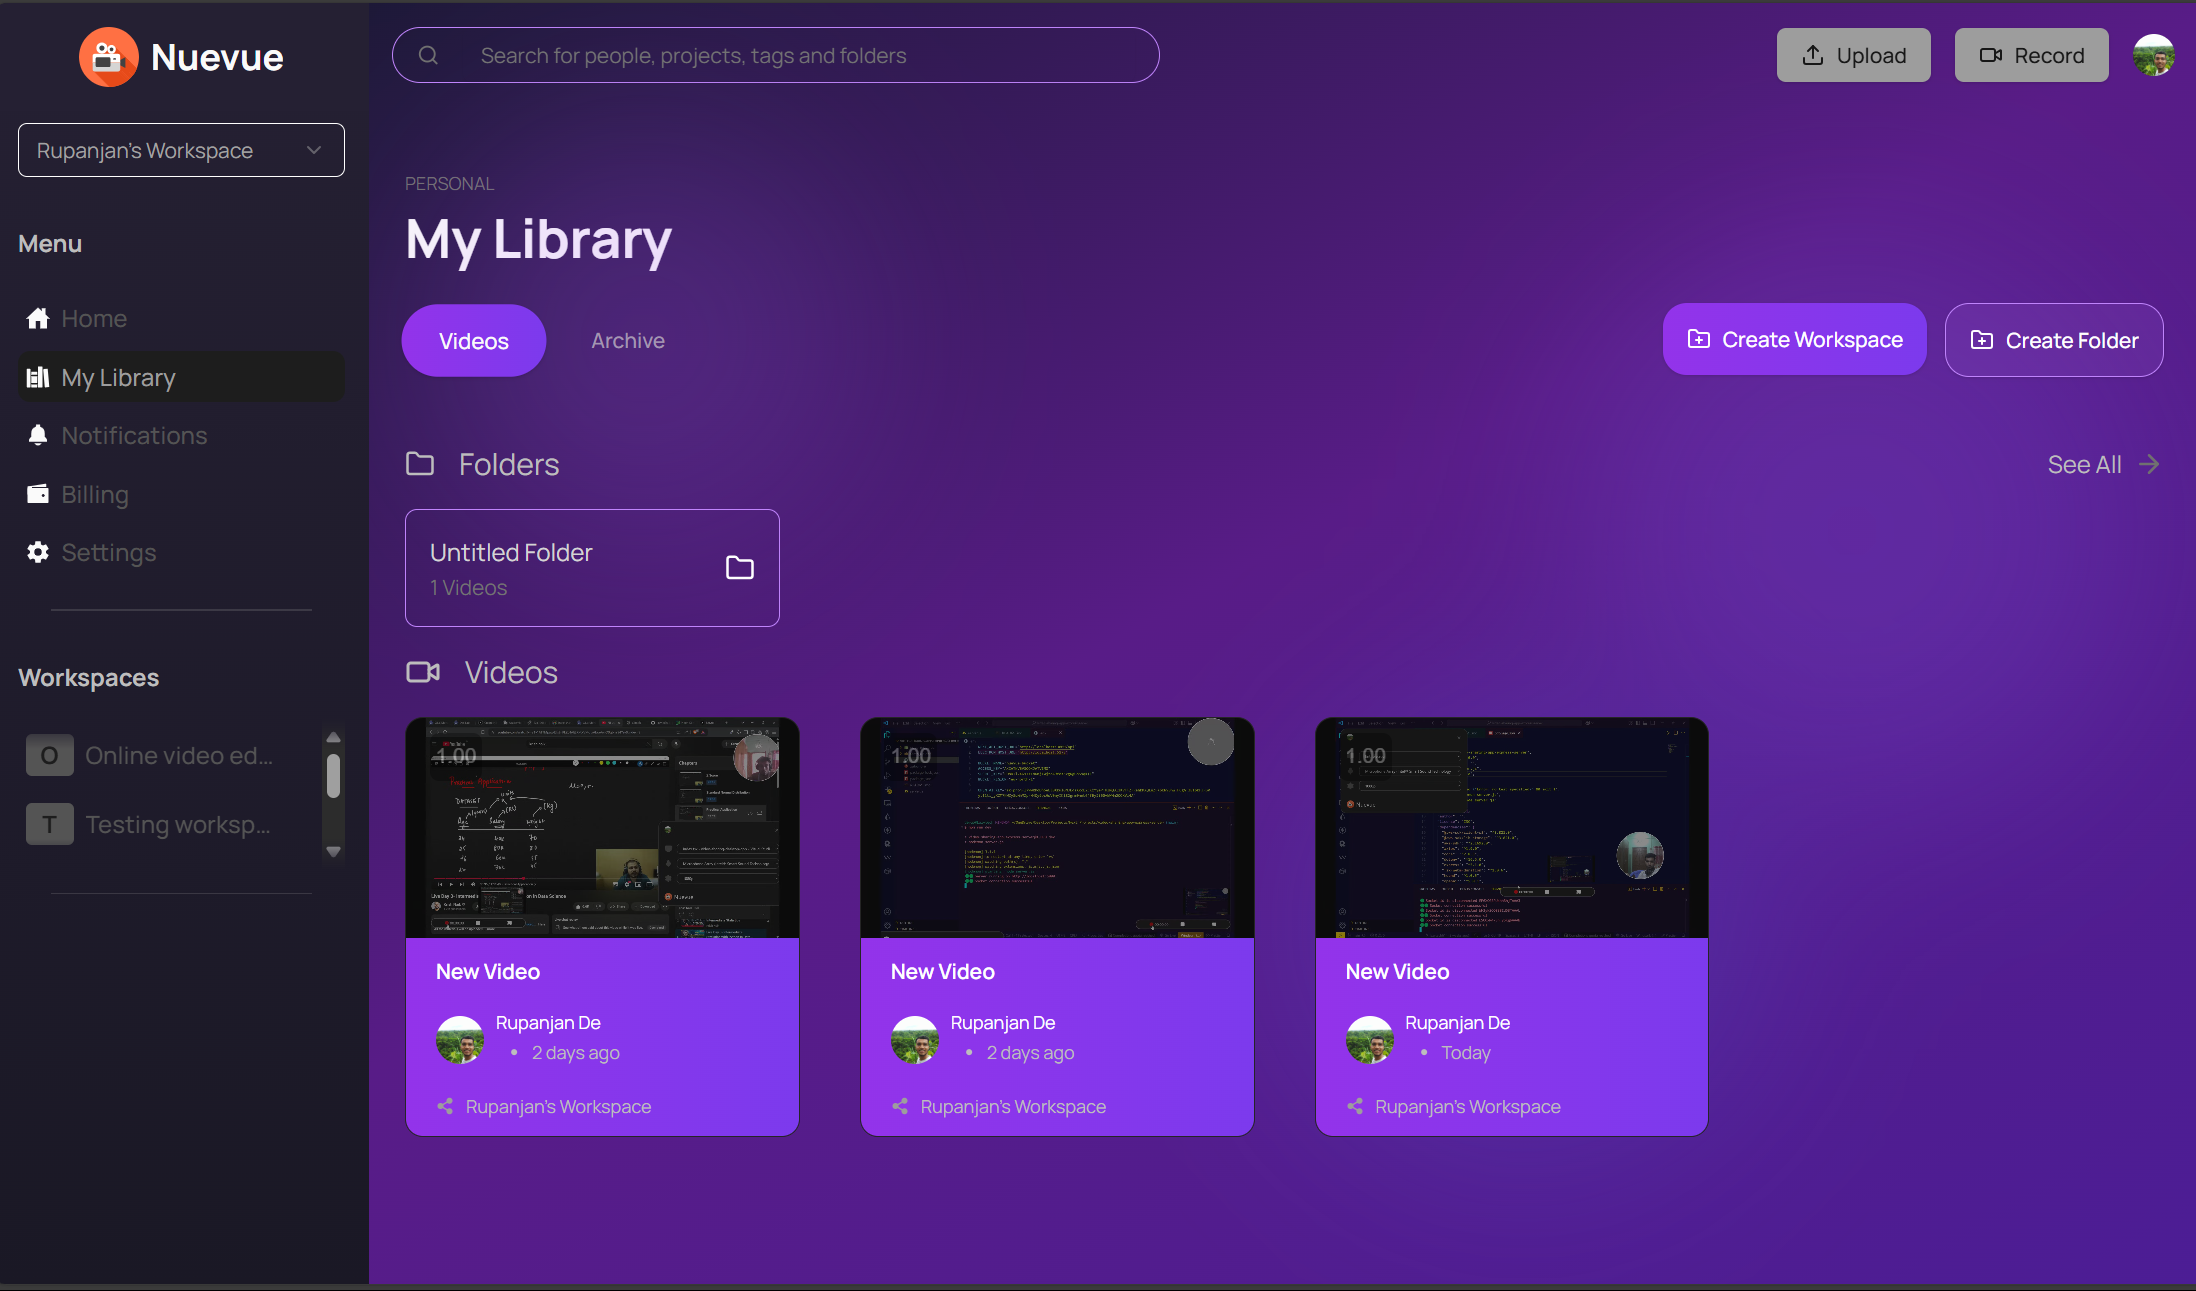 Nuevue
Search for people, projects, tags and folders
Upload
Record
Rupanjan's Workspace
Menu
Home
My Library
Notifications
Billing
Settings
Workspaces
O Online video ed...
T Testing worksp...
PERSONAL
My Library
Videos
Archive
Create Workspace
Create Folder
Folders
See All
Untitled Folder
1 Videos
Videos
1.00
1.00
1.00
New Video
Rupanjan De
• 2 days ago
Rupanjan's Workspace
New Video
Rupanjan De
• 2 days ago
Rupanjan's Workspace
New Video
Rupanjan De
• Today
Rupanjan's Workspace